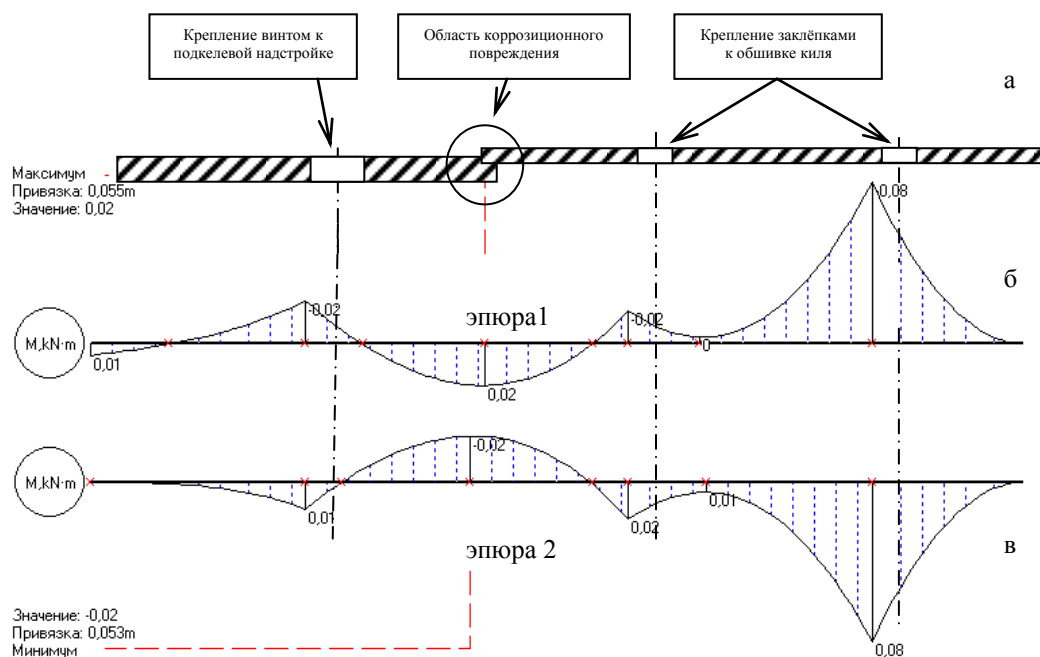 Крепление винтом к
подкелевой надстройке
Область коррозионного
повреждения
Крепление заклёпками
к обшивке киля
а
Максимум
Привязка: 0,055m
Значение: 0,02
б
0,08
-0,02
эпюра1
-0,02
M,kN·m
0,01
0,02
0
M,kN·m
-0,02
0,01
0,02
0,01
эпюра 2
в
Значение: -0,02
Привязка: 0,053m
Минимум
0,08